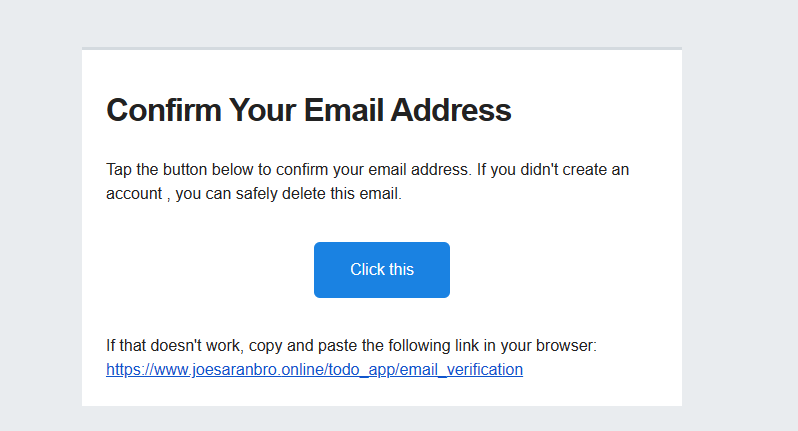 Confirm Your Email Address
Tap the button below to confirm your email address. If you didn't create an
account , you can safely delete this email.
Click this
If that doesn't work, copy and paste the following link in your browser:
https://www.joesaranbro.online/todo_app/email_verification